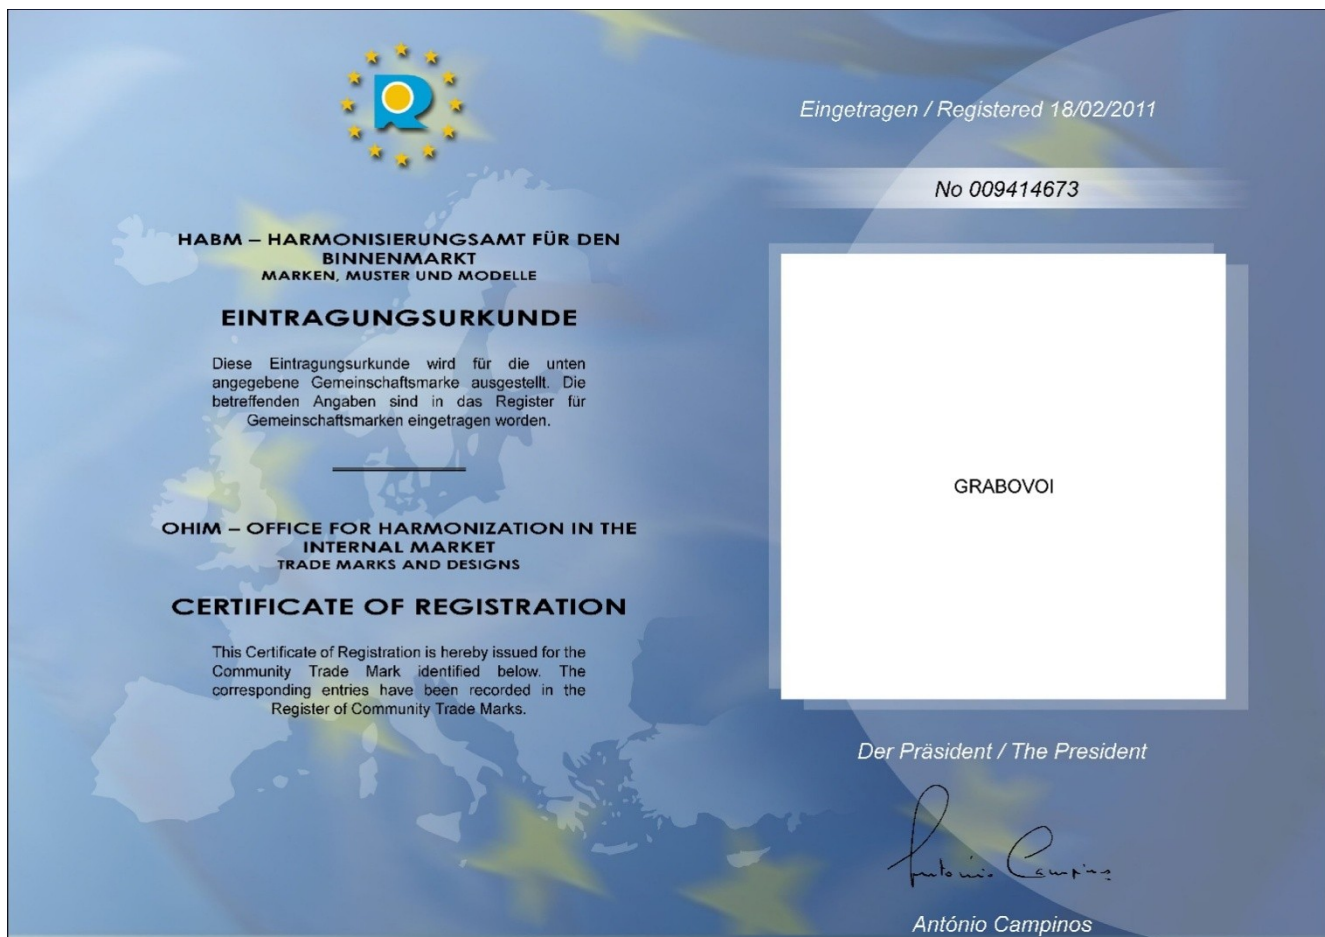 HABM – HARMONISIERUNGSAMT FÜR DEN
BINNENMARKT
MARKEN, MUSTER UND MODELLE
EINTRAGUNGSURKUNDE
Diese Eintragungsurkunde wird für die unten
angegebene Gemeinschaftsmarke ausgestellt. Die
betreffenden Angaben sind in das Register für
Gemeinschaftsmarken eingetragen worden.
OHIM – OFFICE FOR HARMONIZATION IN THE
INTERNAL MARKET
TRADE MARKS AND DESIGNS
CERTIFICATE OF REGISTRATION
This Certificate of Registration is hereby issued for the
Community Trade Mark identified below. The
corresponding entries have been recorded in the
Register of Community Trade Marks.
Eingetragen / Registered 18/02/2011
No 009414673
GRABOVOI
Der Präsident / The President
António Campinos
António Campinos